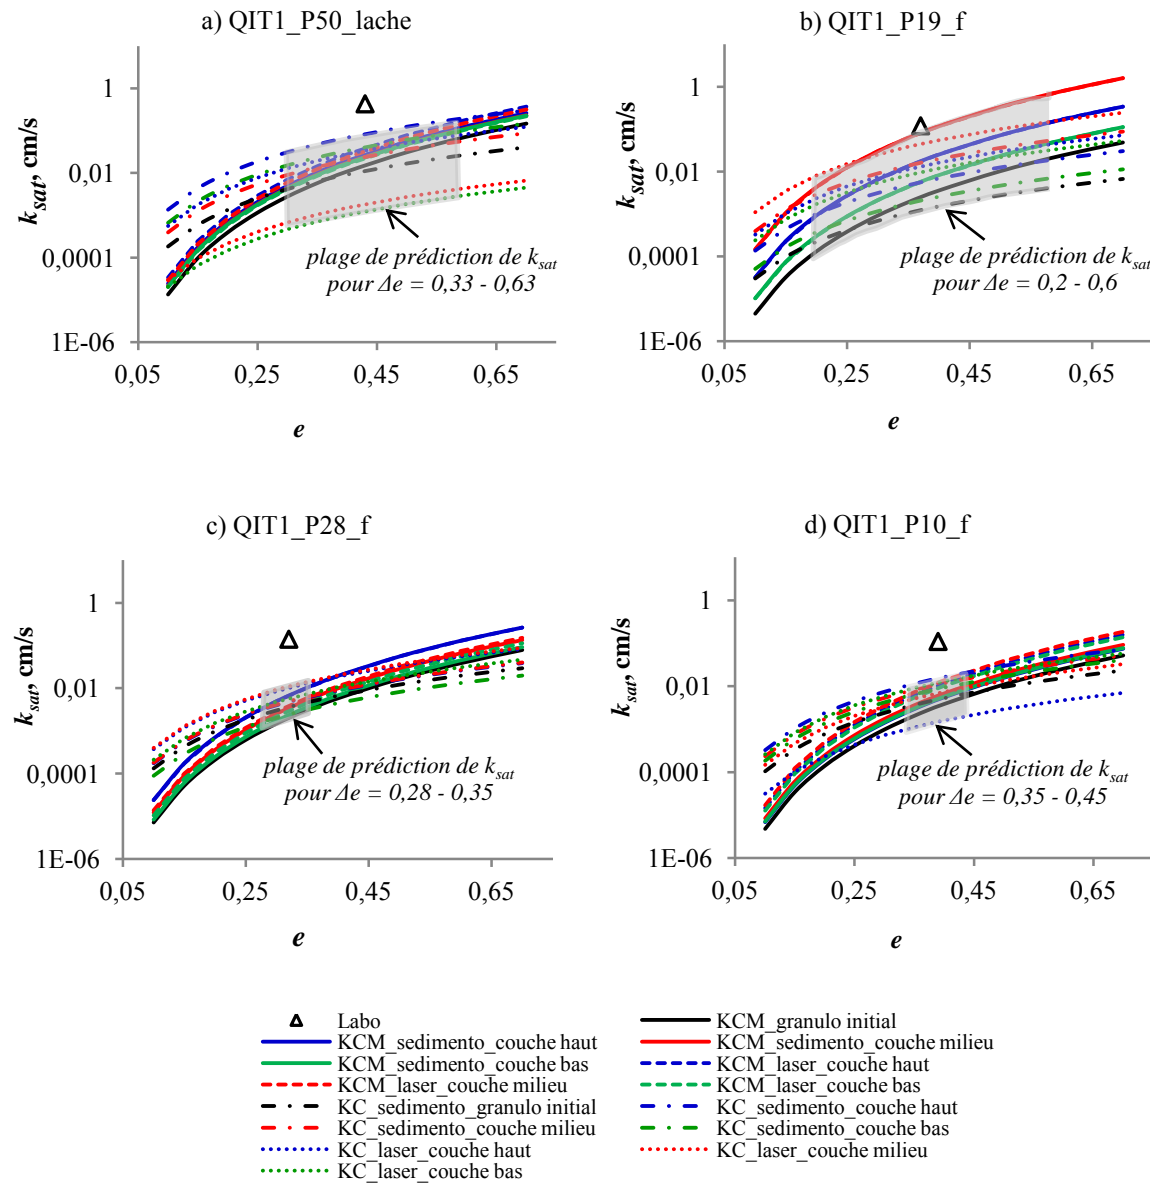 a) QIT1_P50_lache
k_sat, cm/s
1
0,01
0,0001
1E-06
0,05
0,25
0,45
0,65
e
plage de prédiction de k_sat
pour Δe = 0,33 - 0,63
b) QIT1_P19_f
k_sat, cm/s
1
0,01
0,0001
1E-06
0,05
0,25
0,45
0,65
e
plage de prédiction de k_sat
pour Δe = 0,2 - 0,6
c) QIT1_P28_f
k_sat, cm/s
1
0,01
0,0001
1E-06
0,05
0,25
0,45
0,65
e
plage de prédiction de k_sat
pour Δe = 0,28 - 0,35
d) QIT1_P10_f
k_sat, cm/s
1
0,01
0,0001
1E-06
0,05
0,25
0,45
0,65
e
plage de prédiction de k_sat
pour Δe = 0,35 - 0,45
Labo
KCM_granulo initial
KCM_sedimento_couche haut
KCM_sedimento_couche milieu
KCM_sedimento_couche bas
KCM_laser_couche haut
KCM_laser_couche milieu
KCM_laser_couche bas
KC_sedimento_granulo initial
KC_sedimento_couche haut
KC_sedimento_couche milieu
KC_sedimento_couche bas
KC_laser_couche haut
KC_laser_couche milieu
KC_laser_couche bas